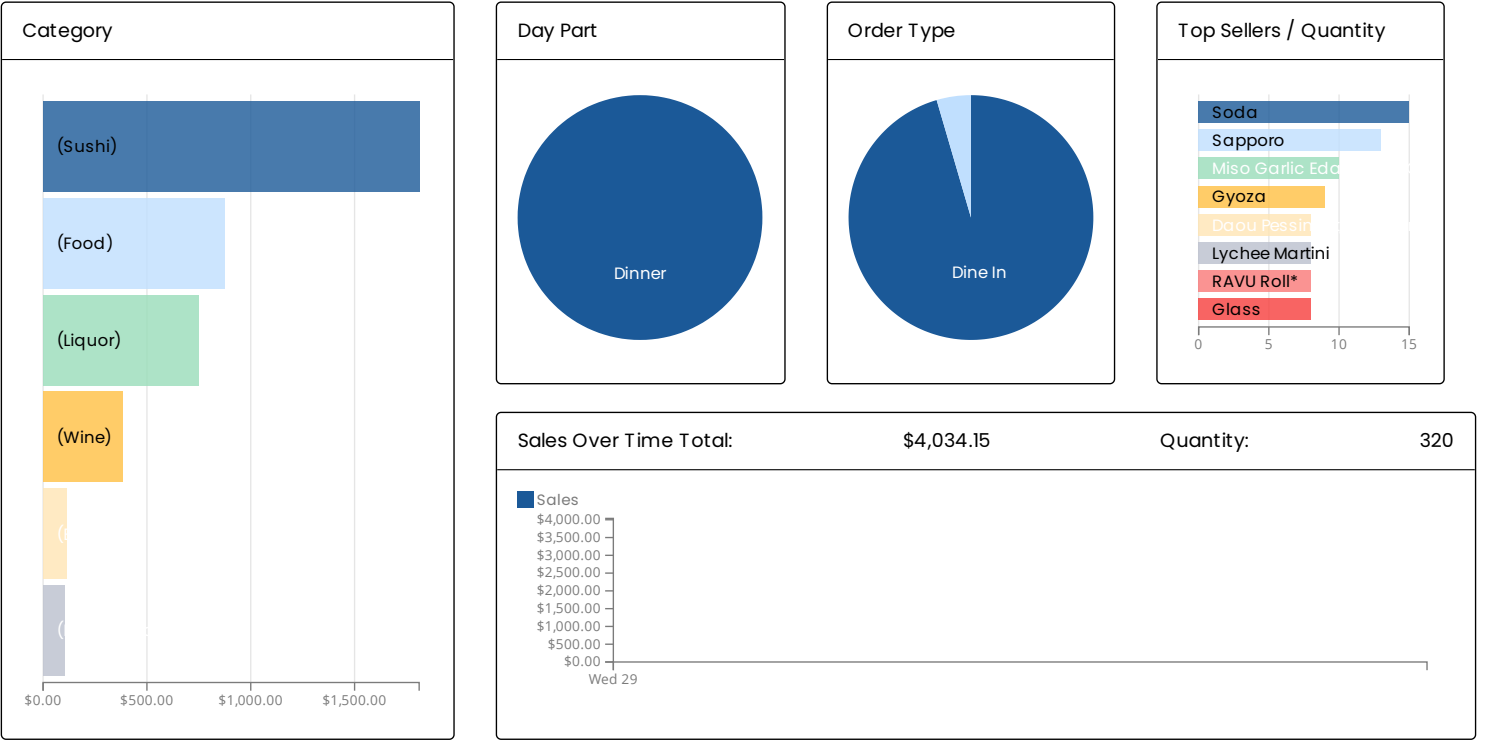 Category
(Sushi)
(Food)
(Liquor)
(Wine)
$0.00 $500.00 $1,000.00 $1,500.00
Day Part
Dinner
Order Type
Dine In
Top Sellers / Quantity
Soda
Sapporo
Miso Garlic
Gyoza
Daou
Lychee Martini
RAVU Roll*
Glass
0 5 10 15
Sales Over Time Total: $4,034.15 Quantity: 320
Sales
$4,000.00
$3,500.00
$3,000.00
$2,500.00
$2,000.00
$1,500.00
$1,000.00
$500.00
$0.00
Wed 29